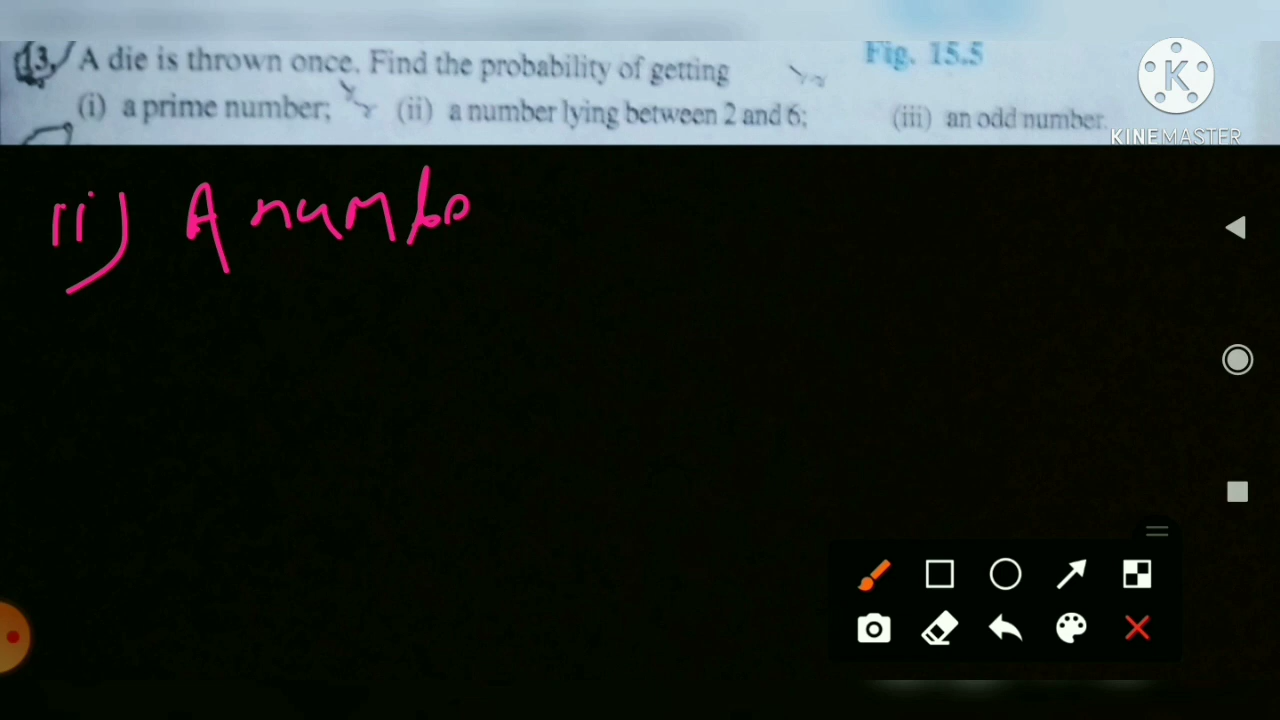 13. A die is thrown once. Find the probability of getting
Fig. 15.5
(i) a prime number; (ii) a number lying between 2 and 6; (iii) an odd number.
K
KINEMASTER
ii) A numbe